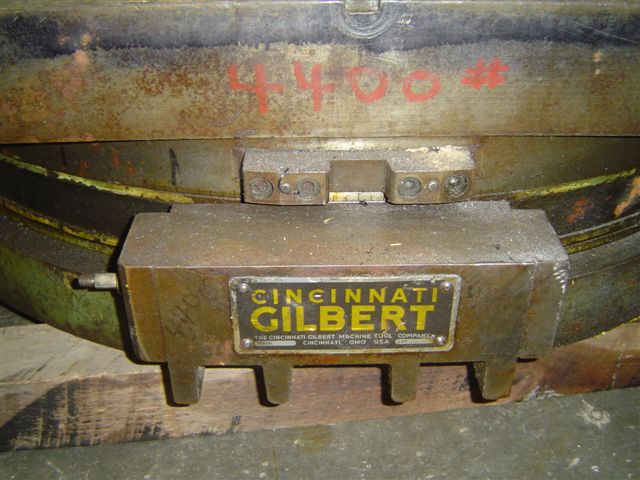 4400#
CINCINNATI
GILBERT
THE CINCINNATI GILBERT MACHINE TOOL COMPANY
CINCINNATI, OHIO U.S.A.